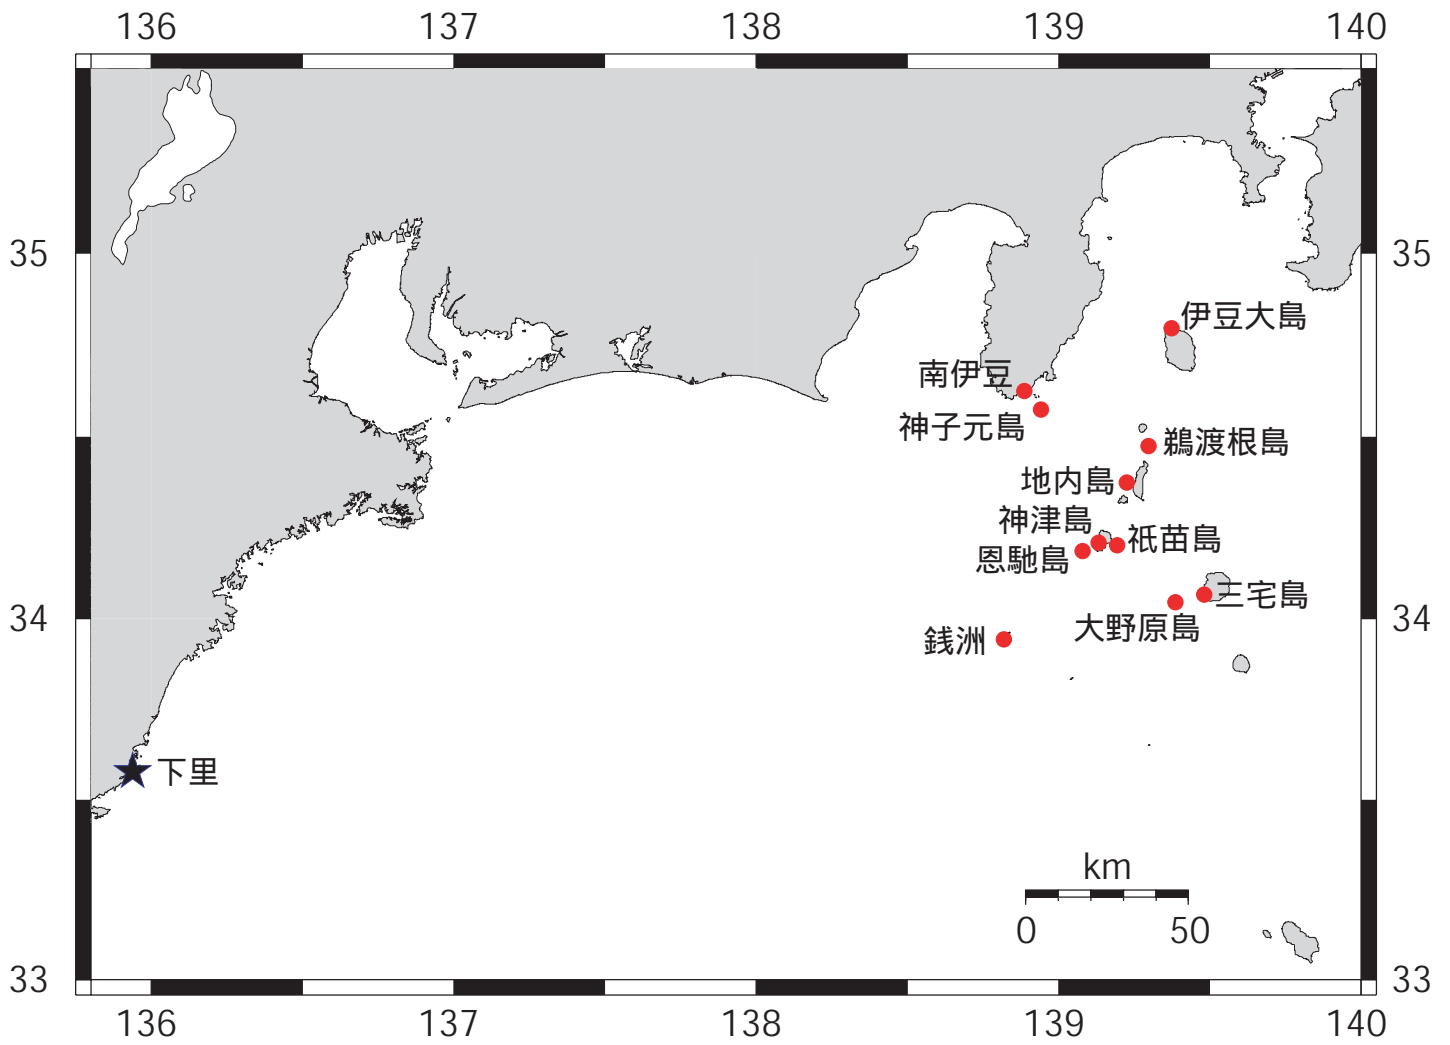 136 137 138 139 140
35 35
伊豆大島
南伊豆
神子元島
鵜渡根島
地内島
神津島
祇苗島
恩馳島
三宅島
34 34
大野原島
銭洲
下里
km
0 50
33 33
136 137 138 139 140